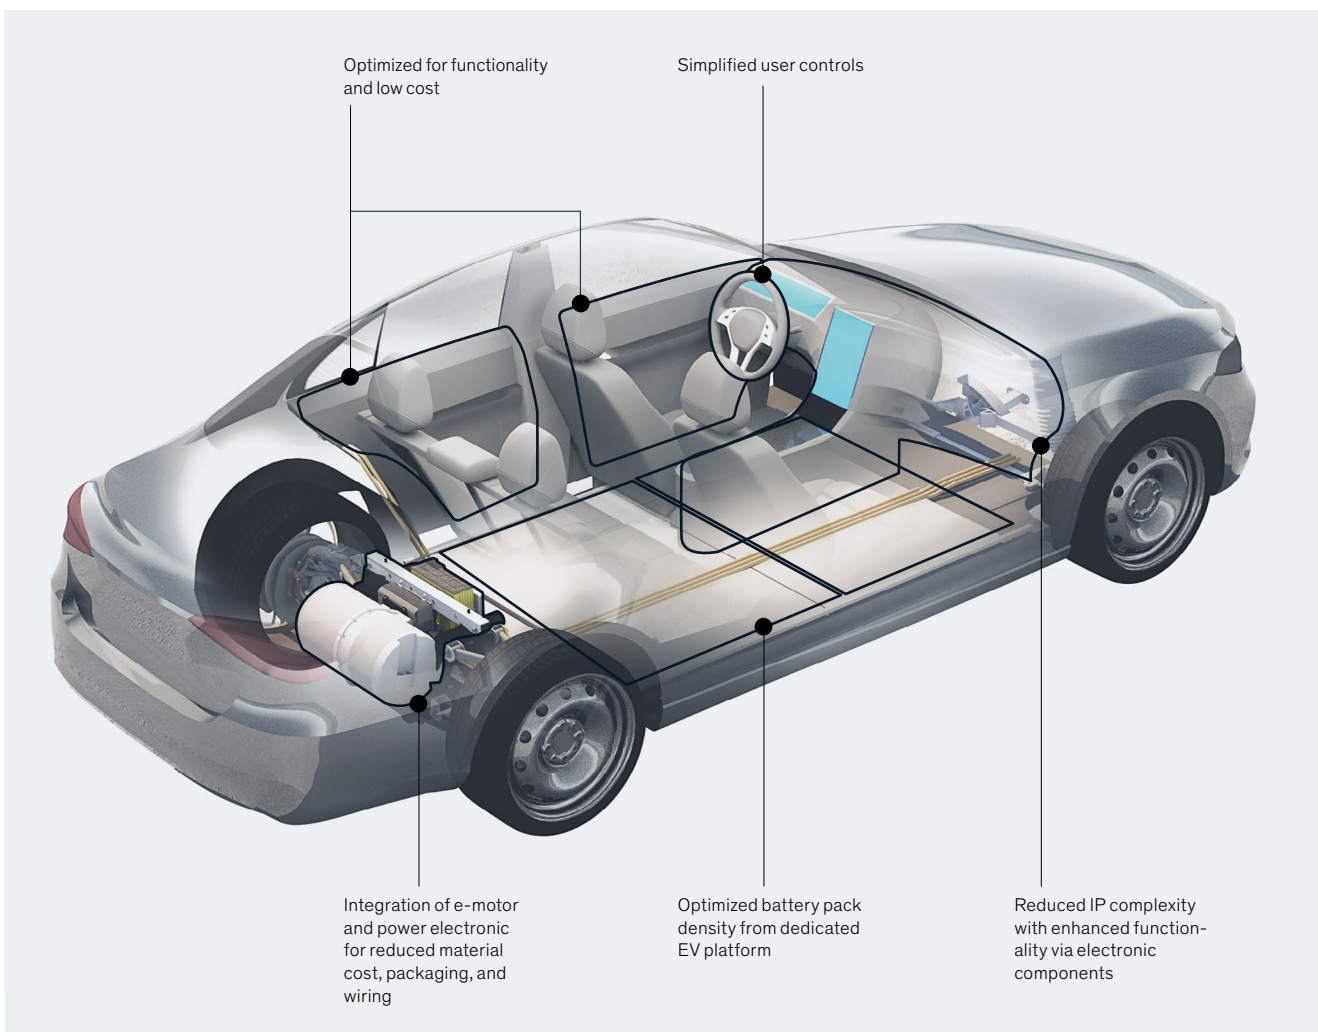 Optimized for functionality
and low cost
Simplified user controls
Integration of e-motor
and power electronic
for reduced material
cost, packaging, and
wiring
Optimized battery pack
density from dedicated
EV platform
Reduced IP complexity
with enhanced function-
ality via electronic
components